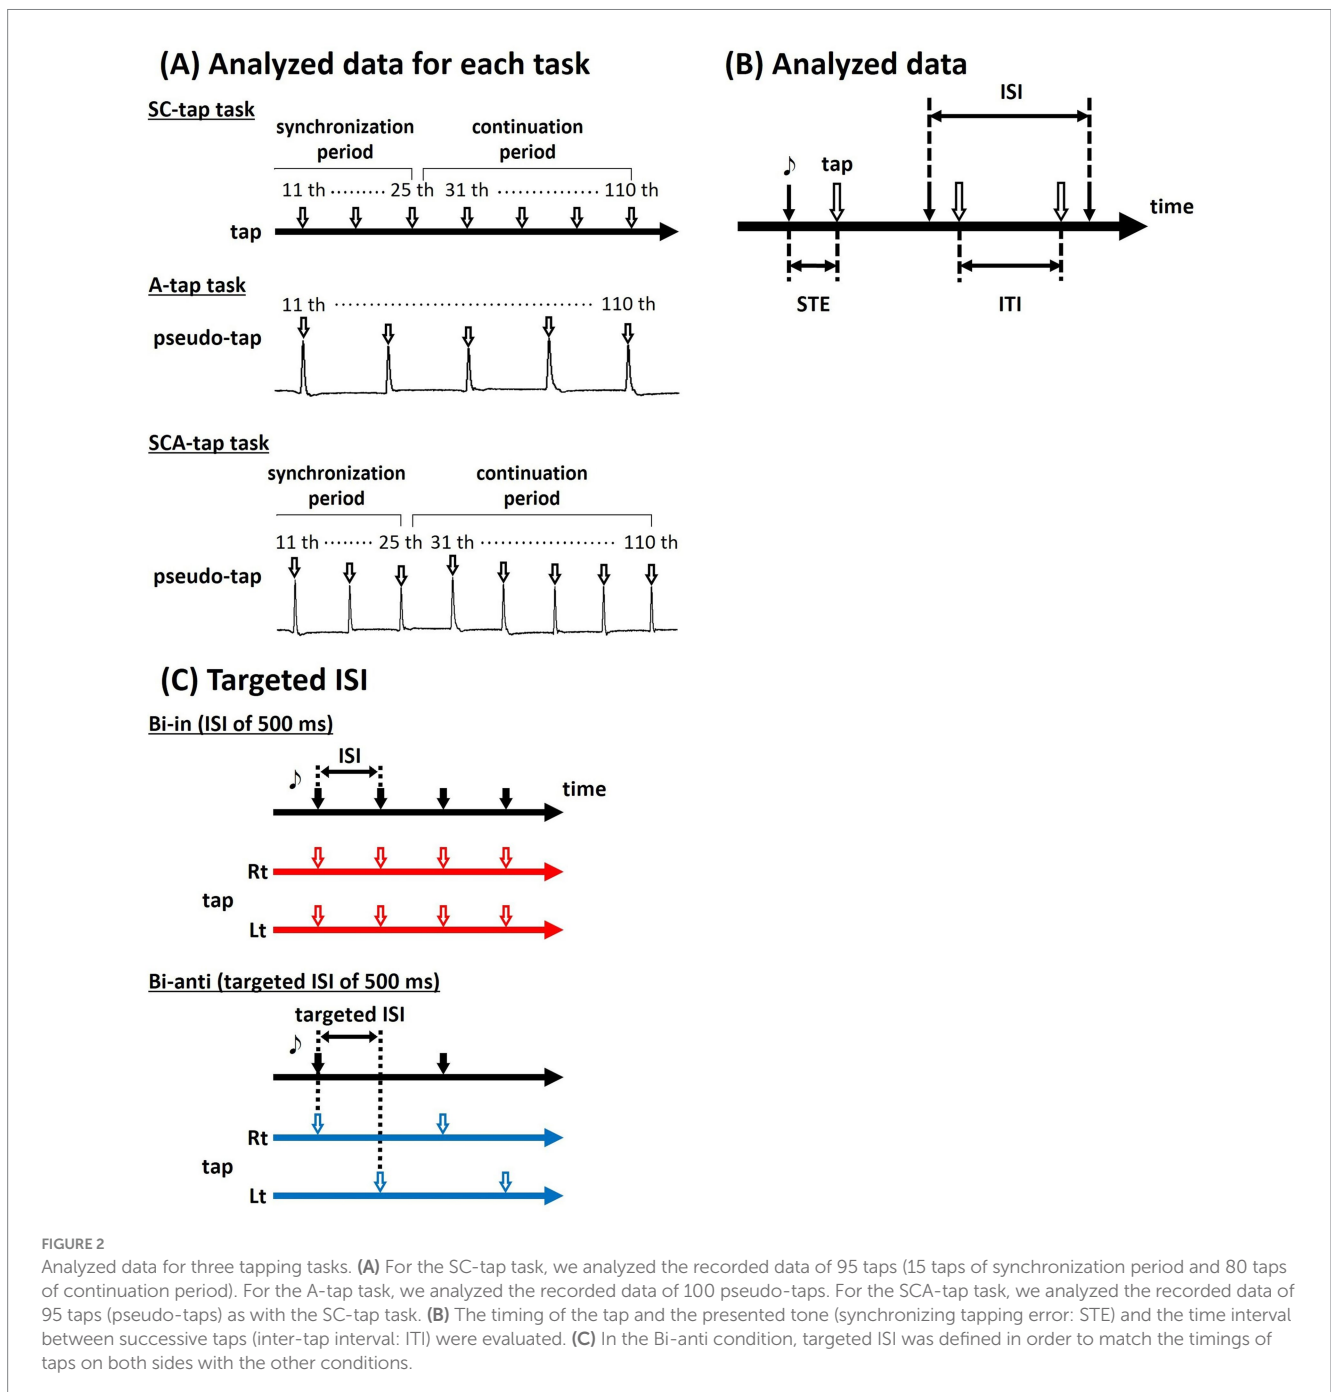 (A) Analyzed data for each task
SC-tap task
synchronization period
continuation period
11 th ......... 25 th 31 th .................. 110 th
tap
A-tap task
11 th ................................................ 110 th
pseudo-tap
SCA-tap task
synchronization period
continuation period
11 th ........ 25 th 31 th ...................... 110 th
pseudo-tap
(B) Analyzed data
ISI
♪ tap
time
STE
ITI
(C) Targeted ISI
Bi-in (ISI of 500 ms)
ISI
♪
time
Rt
tap
Lt
Bi-anti (targeted ISI of 500 ms)
targeted ISI
♪
Rt
tap
Lt
FIGURE 2
Analyzed data for three tapping tasks. (A) For the SC-tap task, we analyzed the recorded data of 95 taps (15 taps of synchronization period and 80 taps
of continuation period). For the A-tap task, we analyzed the recorded data of 100 pseudo-taps. For the SCA-tap task, we analyzed the recorded data of
95 taps (pseudo-taps) as with the SC-tap task. (B) The timing of the tap and the presented tone (synchronizing tapping error: STE) and the time interval
between successive taps (inter-tap interval: ITI) were evaluated. (C) In the Bi-anti condition, targeted ISI was defined in order to match the timings of
taps on both sides with the other conditions.